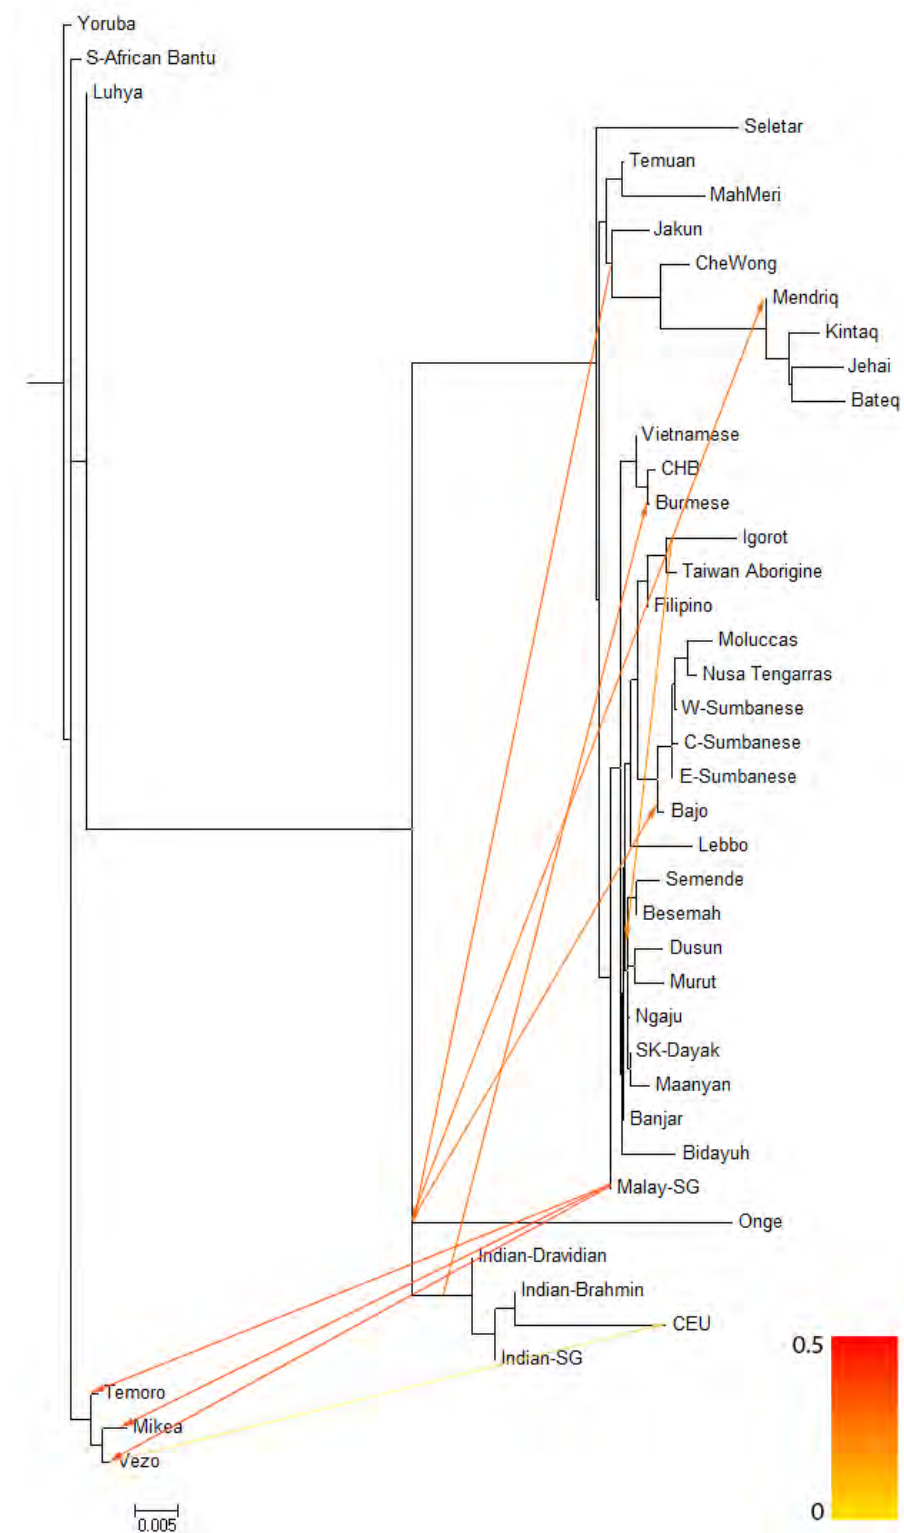 Yoruba
S-African Bantu
Luhya
Seletar
Temuan
MahMeri
Jakun
CheWong
Mendriq
Kintaq
Jehai
Bateq
Vietnamese
CHB
Burmese
Igorot
Taiwan Aborigine
Filipino
Moluccas
Nusa Tengarras
W-Sumbanese
C-Sumbanese
E-Sumbanese
Bajo
Lebbo
Semende
Besemah
Dusun
Murut
Ngaju
SK-Dayak
Maanyan
Banjar
Bidayuh
Malay-SG
Onge
Indian-Dravidian
Indian-Brahmin
CEU
Indian-SG
Temoro
Mikea
Vezo
0.005
0.5
0